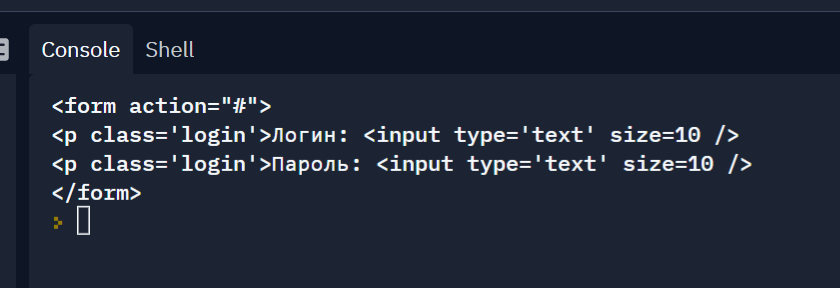 Console Shell
<form action="#">
<p class='login'>Логин: <input type='text' size=10 />
<p class='login'>Пароль: <input type='text' size=10 />
</form>
>